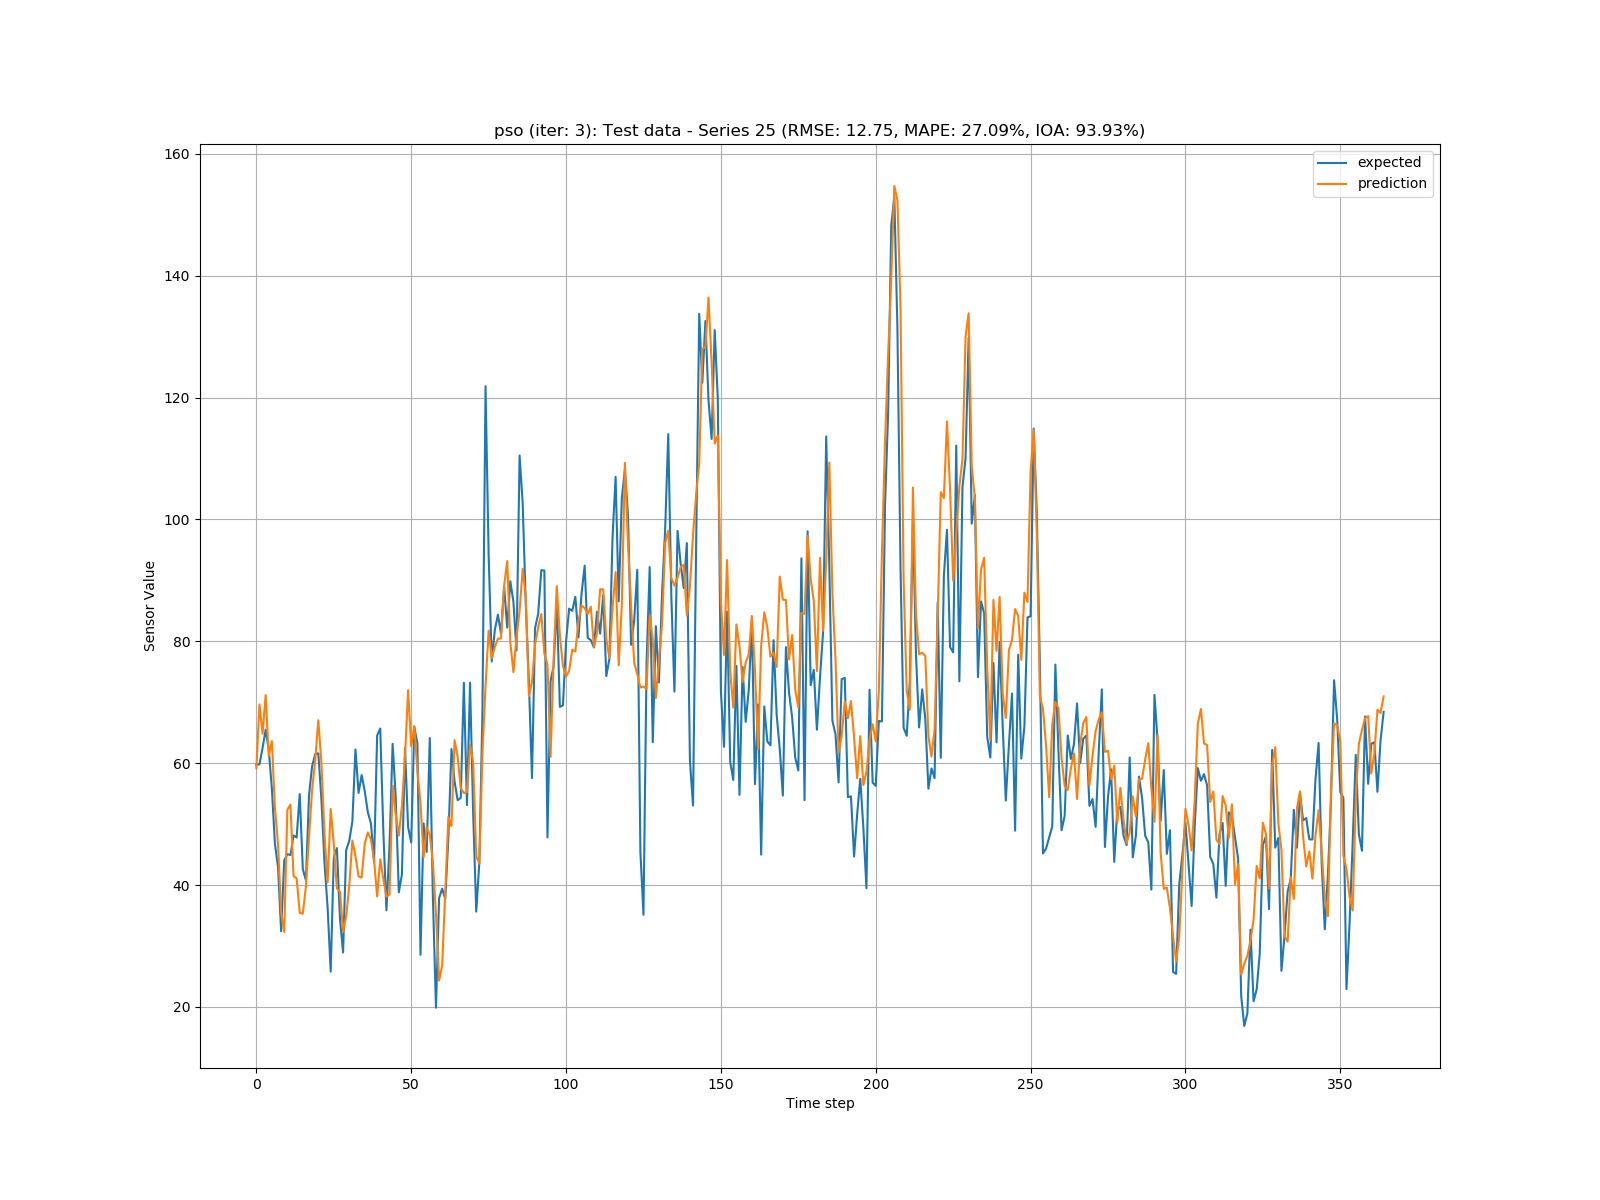 pso (iter: 3): Test data - Series 25 (RMSE: 12.75, MAPE: 27.09%, IOA: 93.93%)
expected
prediction
160
140
120
100
80
60
40
20
Sensor Value
0 50 100 150 200 250 300 350
Time step